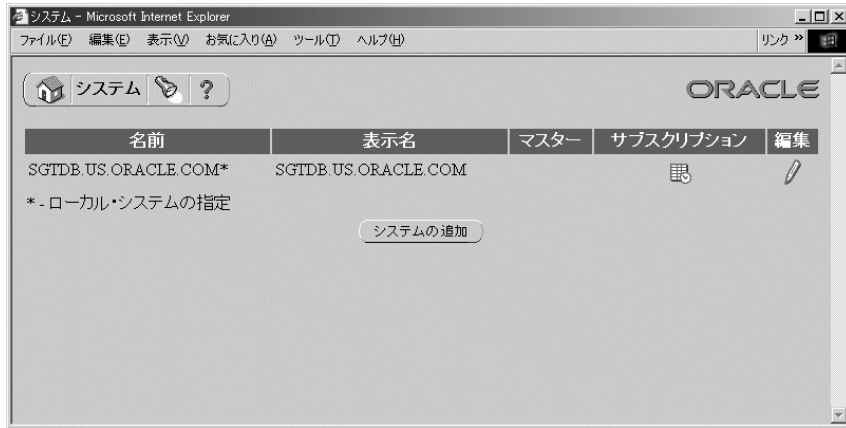 システム - Microsoft Internet Explorer
ファイル(F) 編集(E) 表示(V) お気に入り(A) ツール(T) ヘルプ(H) リンク »
システム ? ORACLE
名前 表示名 マスター サブスクリプション 編集
SGTDB.US.ORACLE.COM* SGTDB.US.ORACLE.COM
* - ローカル・システムの指定
システムの追加